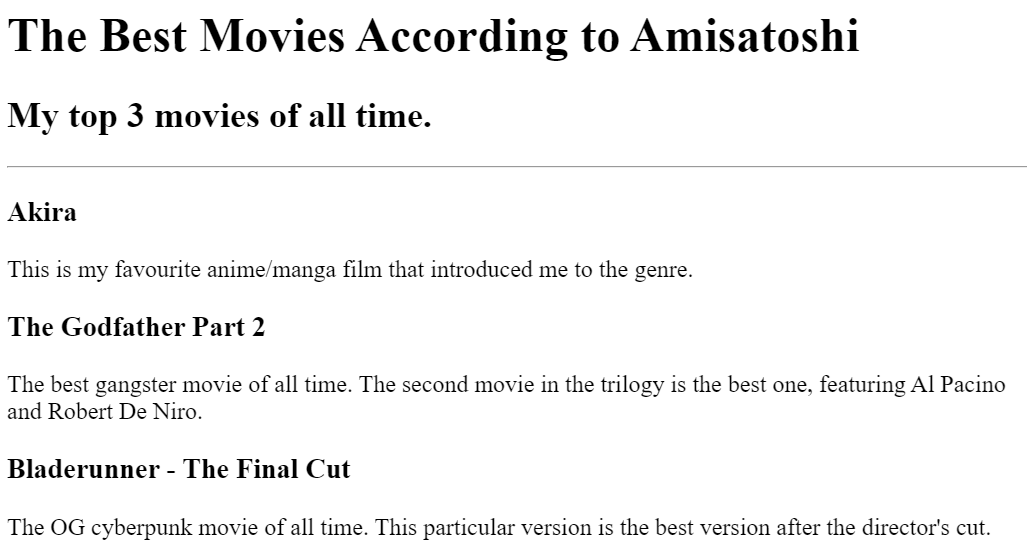 The Best Movies According to Amisatoshi
My top 3 movies of all time.
Akira
This is my favourite anime/manga film that introduced me to the genre.
The Godfather Part 2
The best gangster movie of all time. The second movie in the trilogy is the best one, featuring Al Pacino
and Robert De Niro.
Bladerunner - The Final Cut
The OG cyberpunk movie of all time. This particular version is the best version after the director's cut.